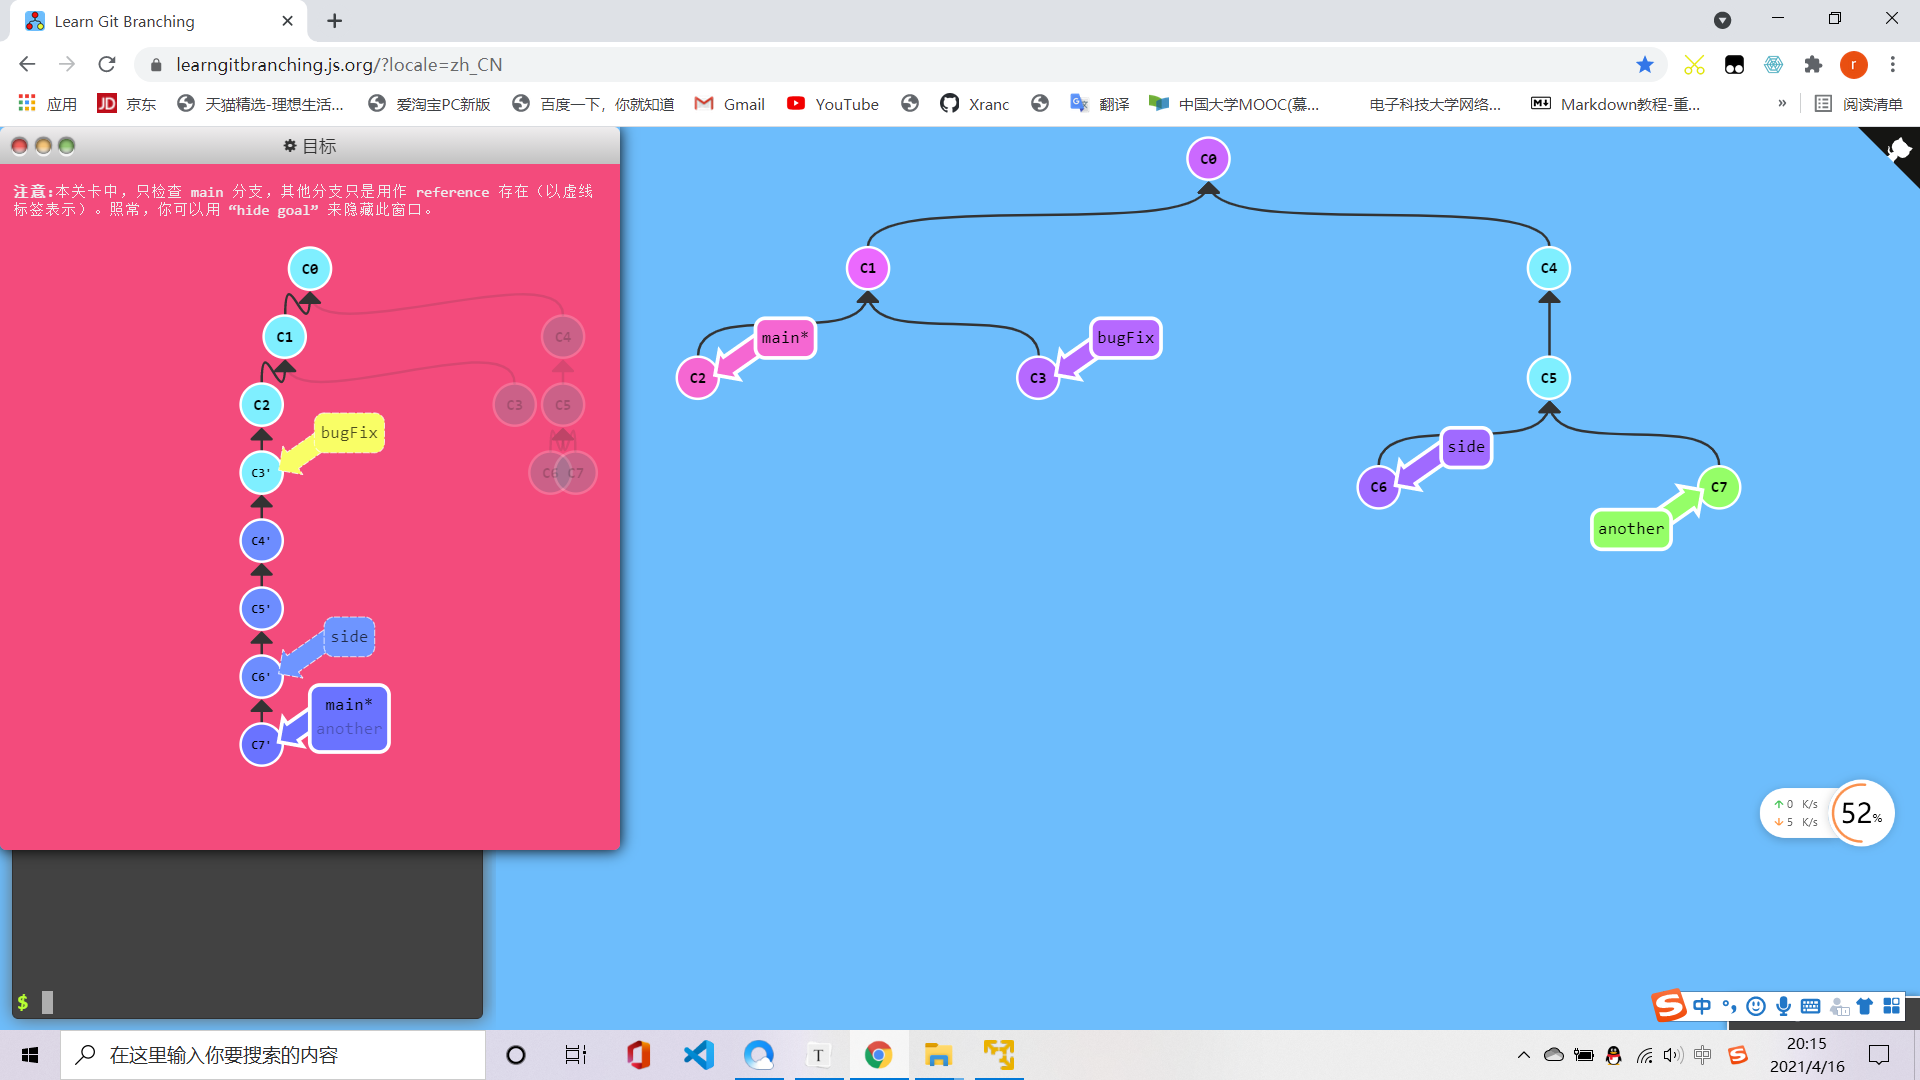 Learn Git Branching
learngitbranching.js.org/?locale=zh_CN
r
应用
JD 京东
天猫精选-理想生活...
爱淘宝PC新版
百度一下，你就知道
Gmail
YouTube
Xranc
翻译
中国大学MOOC(慕...
电子科技大学网络...
Markdown教程-重...
»
阅读清单
目标
注意:本关卡中，只检查 main 分支，其他分支只是用作 reference 存在（以虚线
标签表示）。照常，你可以用 “hide goal” 来隐藏此窗口。
C0
C1
C4
C2
C3
C5
bugFix
C3'
C6
C7
C4'
C5'
side
C6'
main*
another
C7'
C0
C1
C4
main*
bugFix
C2
C3
C5
side
C6
C7
another
0 K/s
5 K/s
52%
$
S 中
在这里输入你要搜索的内容
T
中
S
20:15
2021/4/16